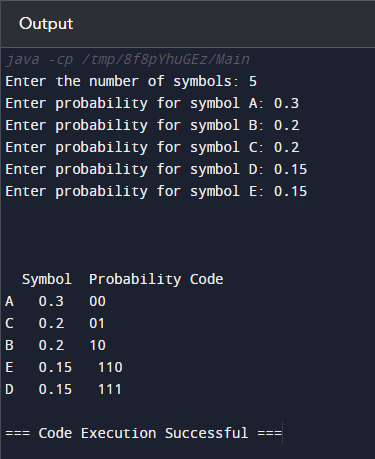 Output
java -cp /tmp/8f8pYhuGEz/Main
Enter the number of symbols: 5
Enter probability for symbol A: 0.3
Enter probability for symbol B: 0.2
Enter probability for symbol C: 0.2
Enter probability for symbol D: 0.15
Enter probability for symbol E: 0.15
Symbol  Probability Code
A   0.3   00
C   0.2   01
B   0.2   10
E   0.15   110
D   0.15   111
=== Code Execution Successful ===